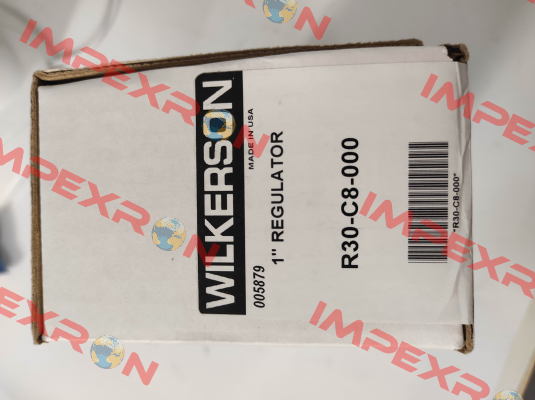 WILKERSON
MADE IN USA
005879
1" REGULATOR
R30-C8-000
*R30-C8-000*
IMPEXRON
IMPEXRON
IMPEXRON
IMPEXRON
IMPEXRON
IMPEXRON